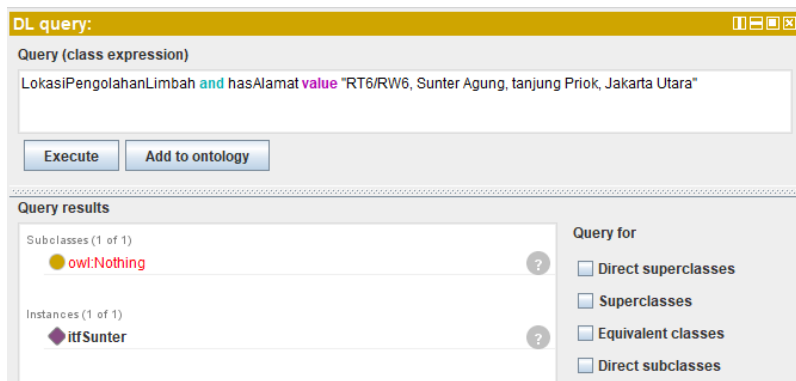 DL query:
Query (class expression)
LokasiPengolahanLimbah and hasAlamat value "RT6/RW6, Sunter Agung, tanjung Priok, Jakarta Utara"
Execute Add to ontology
Query results
Subclasses (1 of 1)
owl:Nothing
?
Instances (1 of 1)
itfSunter
?
Query for
Direct superclasses
Superclasses
Equivalent classes
Direct subclasses